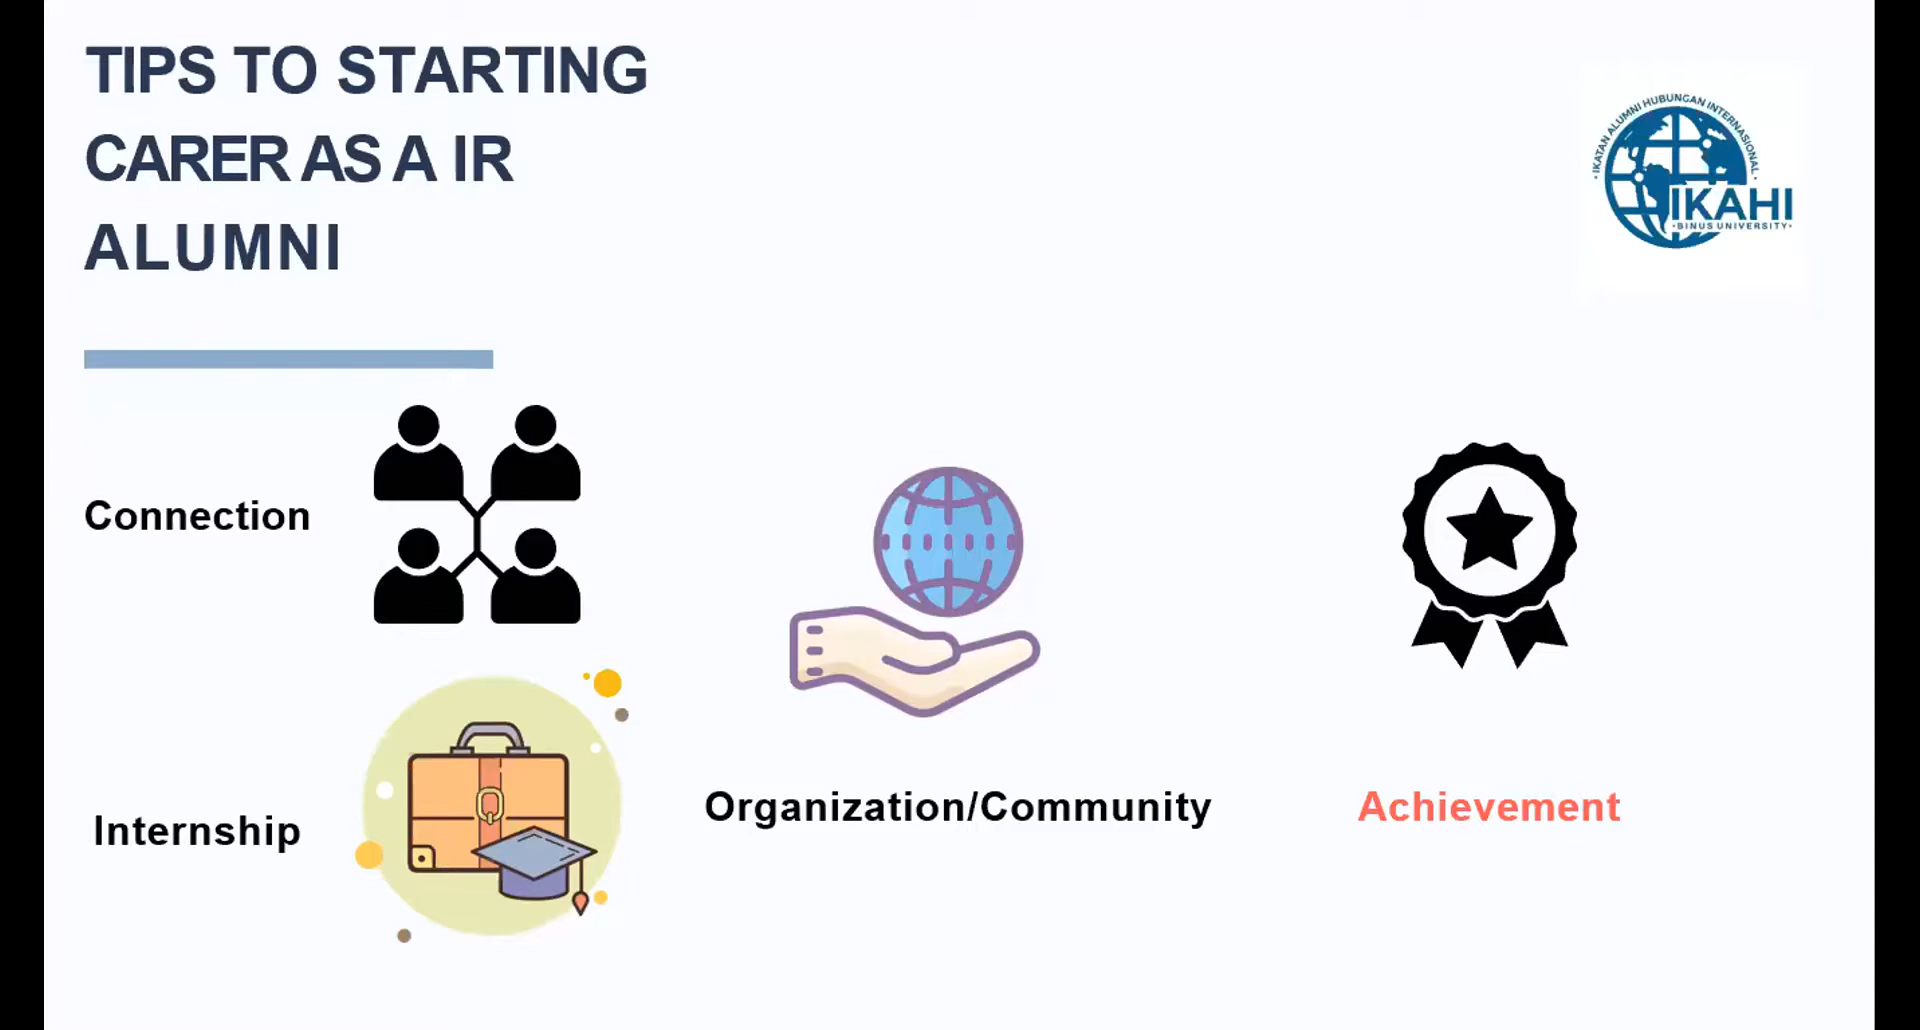 TIPS TO STARTING
CARER AS A IR
ALUMNI
· IKATAN ALUMNI HUBUNGAN INTERNASIONAL ·
IKAHI
·BINUS UNIVERSITY·
Connection
Internship
Organization/Community
Achievement